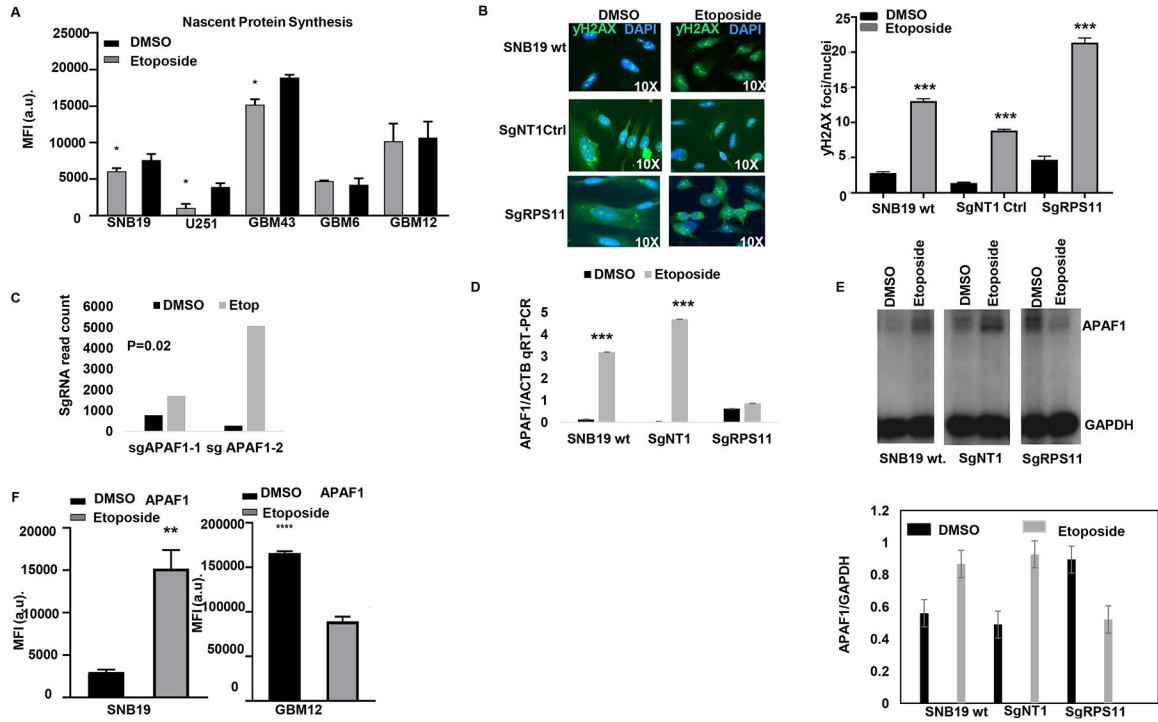 A
Nascent Protein Synthesis
25000
20000
15000
10000
5000
0
MFI (a.u).
DMSO
Etoposide
*
*
*
SNB19
U251
GBM43
GBM6
GBM12
B
DMSO
Etoposide
yH2AX DAPI
yH2AX DAPI
SNB19 wt
10X
10X
SgNT1Ctrl
10X
10X
SgRPS11
10X
10X
DMSO
Etoposide
25
20
15
10
5
0
yH2AX foci/nuclei
***
***
***
SNB19 wt
SgNT1 Ctrl
SgRPS11
C
DMSO
Etop
6000
5000
4000
3000
2000
1000
0
SgRNA read count
P=0.02
sgAPAF1-1
sg APAF1-2
D
DMSO
Etoposide
5
4
3
2
1
0
APAF1/ACTB qRT-PCR
***
***
SNB19 wt
SgNT1
SgRPS11
E
DMSO
Etoposide
DMSO
Etoposide
DMSO
Etoposide
APAF1
GAPDH
SNB19 wt.
SgNT1
SgRPS11
F
DMSO APAF1
Etoposide
20000
15000
10000
5000
0
MFI (a.u).
**
SNB19
DMSO APAF1
Etoposide
200000
150000
100000
50000
0
MFI (a.u).
****
GBM12
DMSO
Etoposide
1.2
1
0.8
0.6
0.4
0.2
0
APAF1/GAPDH
SNB19 wt
SgNT1
SgRPS11